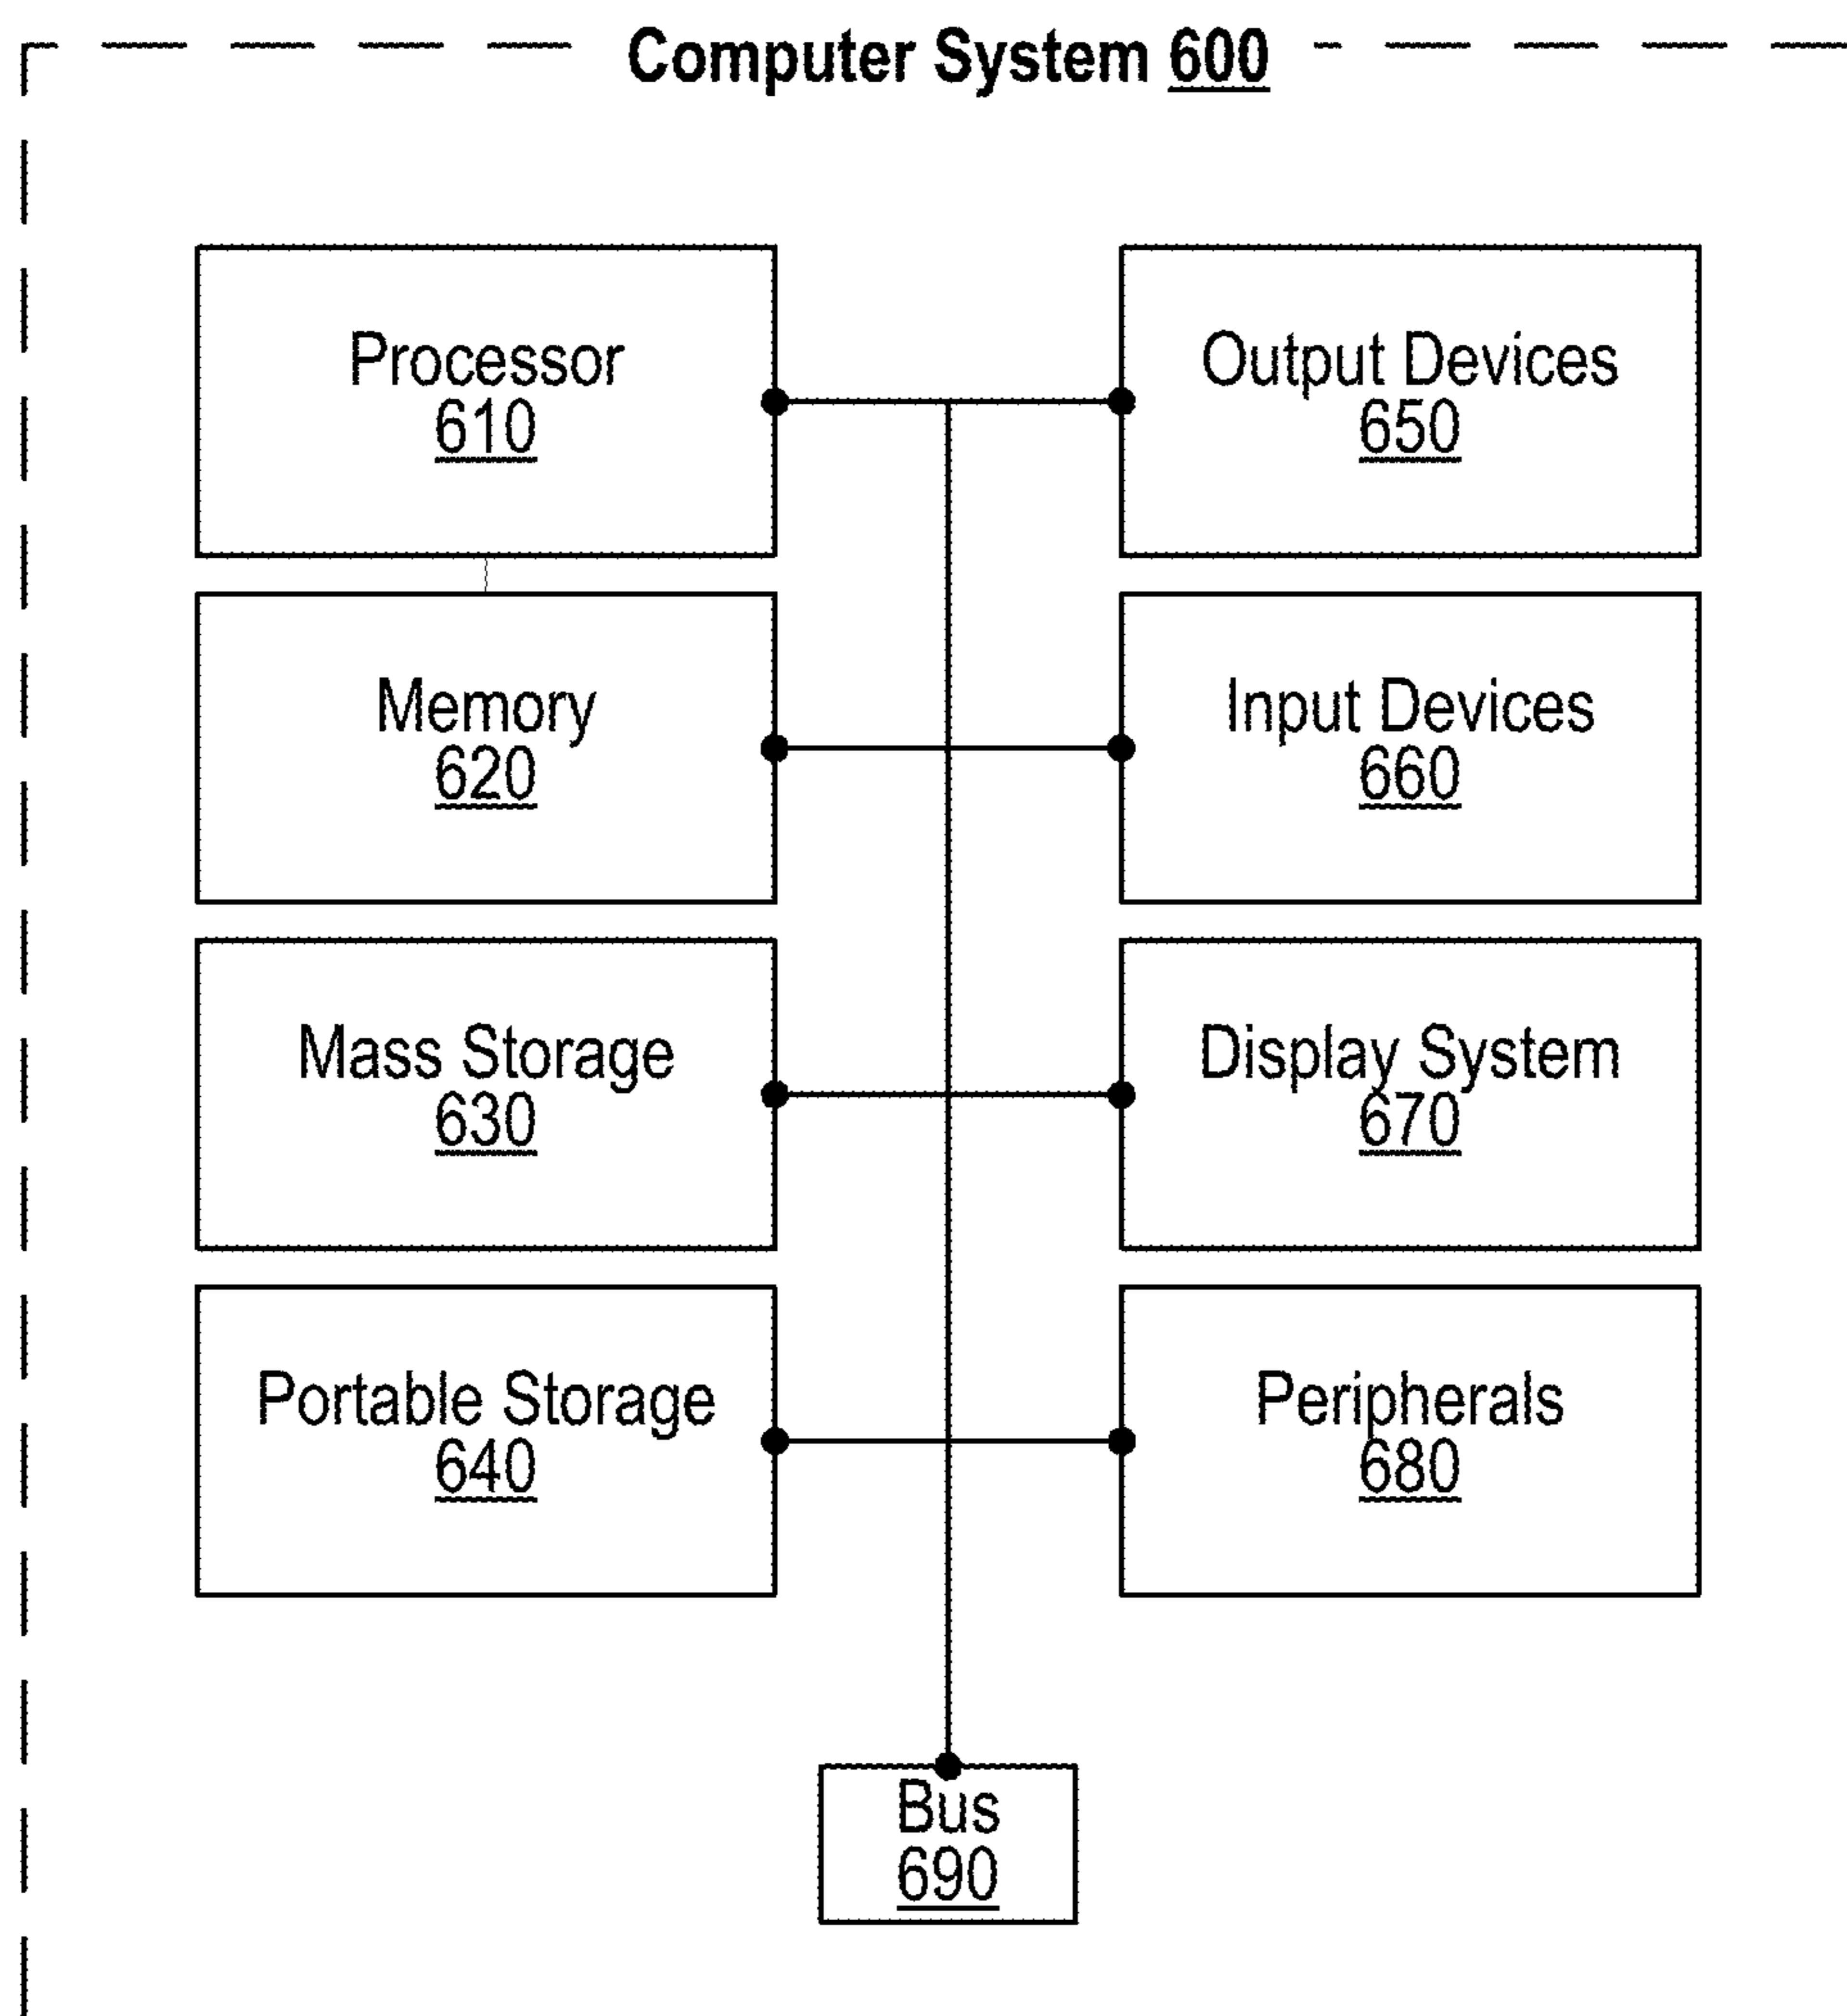 Computer System 600
Processor
610
Output Devices
650
Memory
620
Input Devices
660
Mass Storage
630
Display System
670
Portable Storage
640
Peripherals
680
Bus
690